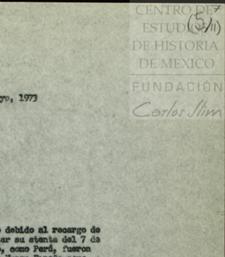 CENTRO DE
ESTUDIOS
DE HISTORIA
DE MEXICO
FUNDACIÓN
Carlos Slim
yo, 1973
debido al recargo de
ar su atenta del 7 de
, como Perú, fueron